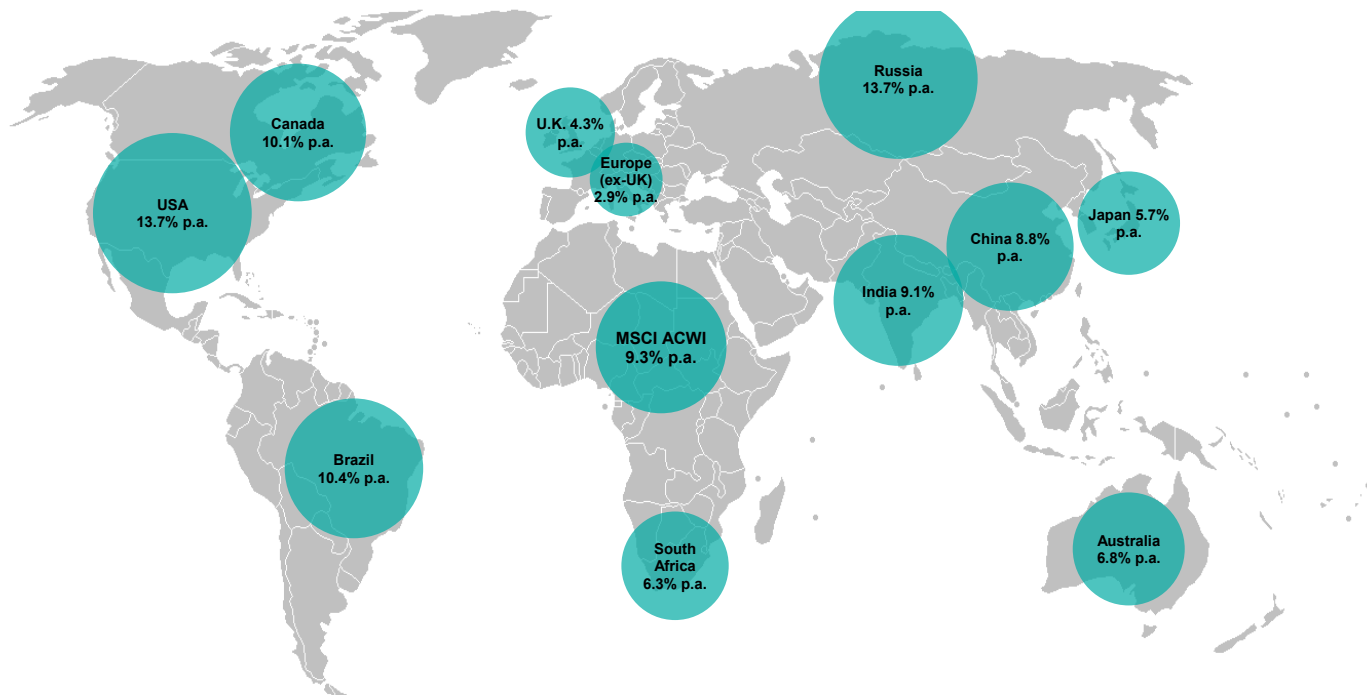 Russia
13.7% p.a.
Canada
10.1% p.a.
U.K. 4.3%
p.a.
Europe
(ex-UK)
2.9% p.a.
USA
13.7% p.a.
Japan 5.7%
p.a.
China 8.8%
p.a.
India 9.1%
p.a.
MSCI ACWI
9.3% p.a.
Brazil
10.4% p.a.
South
Africa
6.3% p.a.
Australia
6.8% p.a.